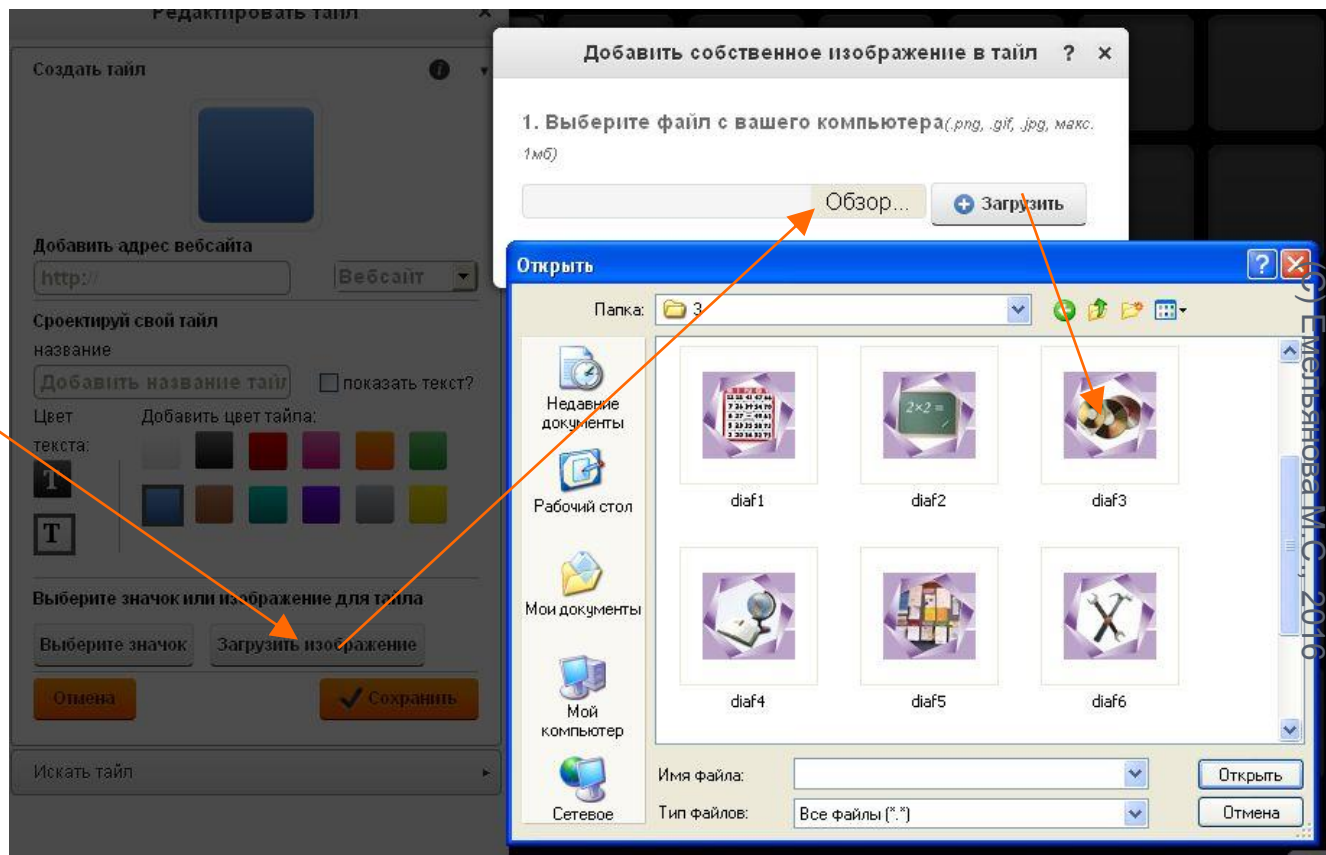 Редактировать тайл ×
Создать тайл
Добавить адрес вебсайта
http:// Вебсайт
Спроектируй свой тайл
название
Добавить название тайл показать текст?
Цвет Добавить цвет тайла:
текста:
T
T
Выберите значок или изображение для тайла
Выберите значок Загрузить изображение
Отмена Сохранить
Искать тайл
Добавить собственное изображение в тайл ? ×
1. Выберите файл с вашего компьютера(.png, .gif, .jpg, макс.
1мб)
Обзор... Загрузить
Открыть
Папка: 3
Недавние
документы
Рабочий стол
Мои документы
Мой
компьютер
Сетевое
2×2=
diaf1 diaf2 diaf3
diaf4 diaf5 diaf6
Имя файла: Открыть
Тип файлов: Все файлы (*.*) Отмена
(С) Емельянова М.С., 2016